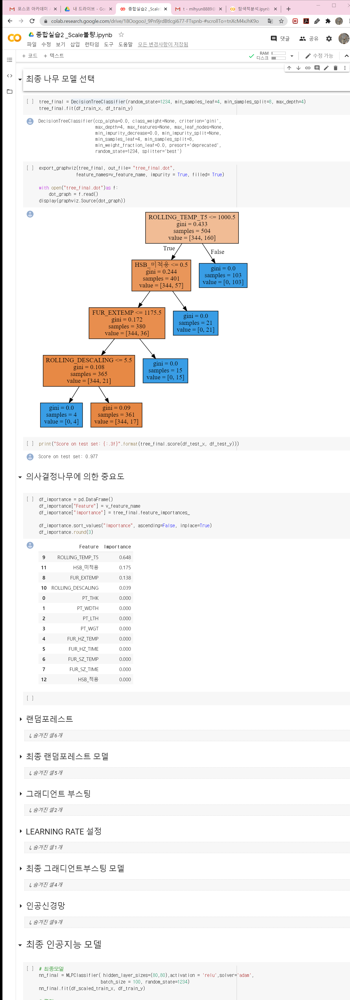 포스코 아카데미 /
내 드라이브 - Goo
종합실습2 _Scale
t - mihyun8889@
탐색적분석.ipynb
colab.research.google.com/drive/18OogooJ_9Pn9jrdBtlcgi677-FTspnb-#scrollTo=tnXcM4xJhK9o
종합실습2 _Scale불량.ipynb
댓글 공유
파일 수정 보기 삽입 런타임 도구 도움말 모든 변경사항이 저장됨
+ 코드 + 텍스트
RAM
디스크
수정 가능
최종 나무 모델 선택
[ ] tree_final = DecisionTreeClassifier(random_state=1234, min_samples_leaf=4, min_samples_split=8, max_depth=4)
tree_final.fit(df_train_x, df_train_y)
DecisionTreeClassifier(ccp_alpha=0.0, class_weight=None, criterion='gini',
max_depth=4, max_features=None, max_leaf_nodes=None,
min_impurity_decrease=0.0, min_impurity_split=None,
min_samples_leaf=4, min_samples_split=8,
min_weight_fraction_leaf=0.0, presort='deprecated',
random_state=1234, splitter='best')
[ ] export_graphviz(tree_final, out_file= "tree_final.dot",
feature_names=v_feature_name, impurity = True, filled= True)
with open("tree_final.dot")as f:
dot_graph = f.read()
display(graphviz.Source(dot_graph))
ROLLING_TEMP_T5 <= 1000.5
gini = 0.433
samples = 504
value = [344, 160]
True
False
HSB_미적용 <= 0.5
gini = 0.244
samples = 401
value = [344, 57]
gini = 0.0
samples = 103
value = [0, 103]
FUR_EXTEMP <= 1175.5
gini = 0.172
samples = 380
value = [344, 36]
gini = 0.0
samples = 21
value = [0, 21]
ROLLING_DESCALING <= 5.5
gini = 0.108
samples = 365
value = [344, 21]
gini = 0.0
samples = 15
value = [0, 15]
gini = 0.0
samples = 4
value = [0, 4]
gini = 0.09
samples = 361
value = [344, 17]
[ ] print("Score on test set: {:.3f}".format(tree_final.score(df_test_x, df_test_y)))
Score on test set: 0.977
의사결정나무에 의한 중요도
[ ] df_importance = pd.DataFrame()
df_importance["Feature"] = v_feature_name
df_importance["Importance"] = tree_final.feature_importances_
df_importance.sort_values("Importance", ascending=False, inplace=True)
df_importance.round(3)
Feature Importance
9 ROLLING_TEMP_T5 0.648
11 HSB_미적용 0.175
8 FUR_EXTEMP 0.138
10 ROLLING_DESCALING 0.039
0 PT_THK 0.000
1 PT_WDTH 0.000
2 PT_LTH 0.000
3 PT_WGT 0.000
4 FUR_HZ_TEMP 0.000
5 FUR_HZ_TIME 0.000
6 FUR_SZ_TEMP 0.000
7 FUR_SZ_TIME 0.000
12 HSB_적용 0.000
[ ]
랜덤포레스트
↳ 숨겨진 셀 6개
최종 랜덤포레스트 모델
↳ 숨겨진 셀 5개
그래디언트 부스팅
↳ 숨겨진 셀 2개
LEARNING RATE 설정
↳ 숨겨진 셀 1개
최종 그래디언트부스팅 모델
↳ 숨겨진 셀 4개
인공신경망
↳ 숨겨진 셀 9개
최종 인공지능 모델
[ ] # 최종모델
nn_final = MLPClassifier( hidden_layer_sizes=(80,80),activation = 'relu',solver='adam',
batch_size = 100, random_state=1234)
nn_final.fit(df_scaled_train_x, df_train_y)